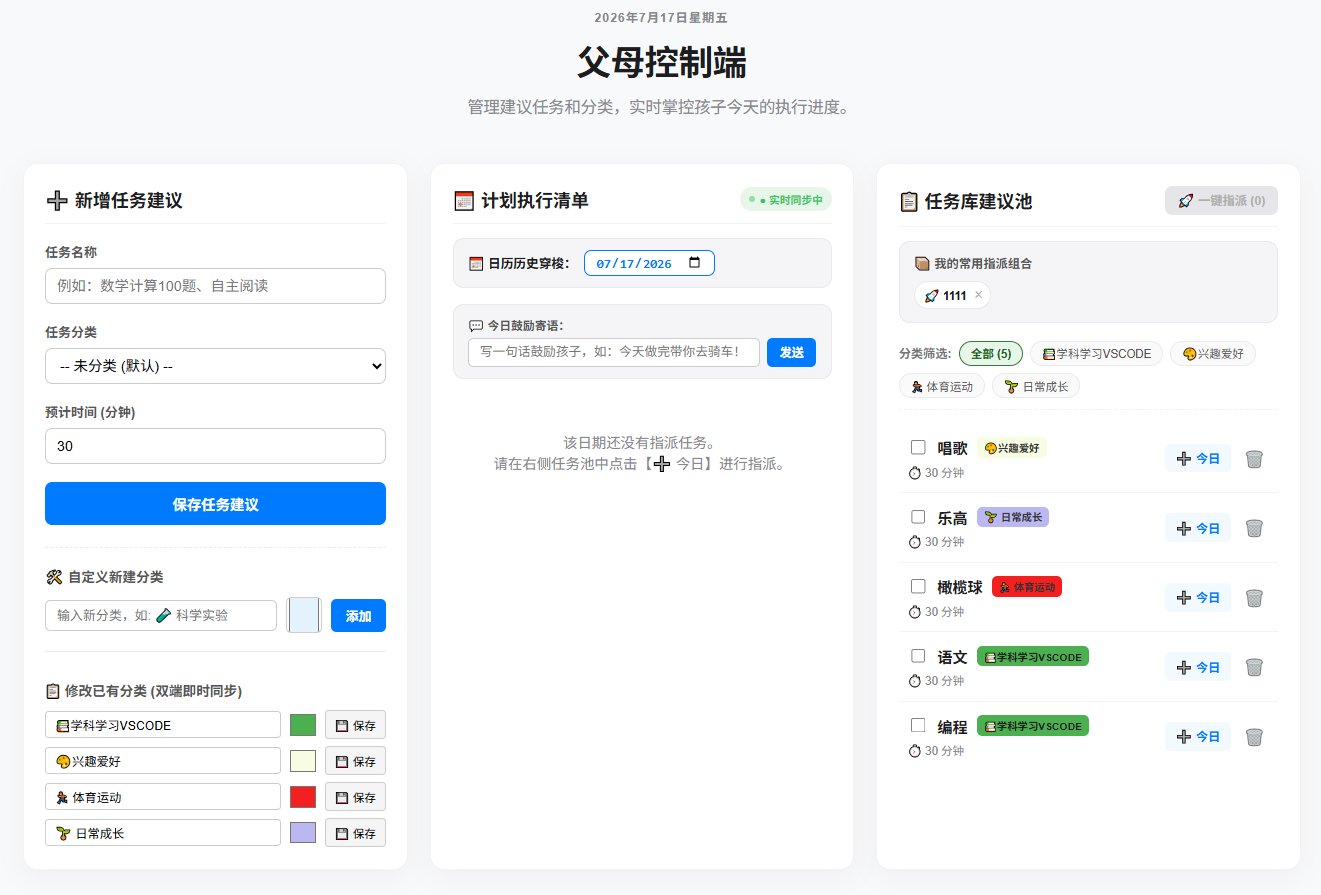 2026年7月17日星期五
父母控制端
管理建议任务和分类，实时掌控孩子今天的执行进度。
➕ 新增任务建议
任务名称
例如：数学计算100题、自主阅读
任务分类
-- 未分类 (默认) --
预计时间 (分钟)
30
保存任务建议
🛠 自定义新建分类
输入新分类，如: 🧪 科学实验
添加
📋 修改已有分类 (双端即时同步)
📚学科学习VSCODE
💾 保存
🎨兴趣爱好
💾 保存
🏃 体育运动
💾 保存
🌱 日常成长
💾 保存
📅 计划执行清单
● 实时同步中
📅 日历历史穿梭：
07/17/2026
💬 今日鼓励寄语：
写一句话鼓励孩子，如：今天做完带你去骑车！
发送
该日期还没有指派任务。
请在右侧任务池中点击【➕ 今日】进行指派。
📋 任务库建议池
🚀 一键指派 (0)
📦 我的常用指派组合
🚀 1111 ×
分类筛选:
全部 (5)
📚学科学习VSCODE
🎨兴趣爱好
🏃 体育运动
🌱 日常成长
唱歌 🎨兴趣爱好
⏱ 30 分钟
➕ 今日
乐高 🌱 日常成长
⏱ 30 分钟
➕ 今日
橄榄球 🏃 体育运动
⏱ 30 分钟
➕ 今日
语文 📚学科学习VSCODE
⏱ 30 分钟
➕ 今日
编程 📚学科学习VSCODE
⏱ 30 分钟
➕ 今日